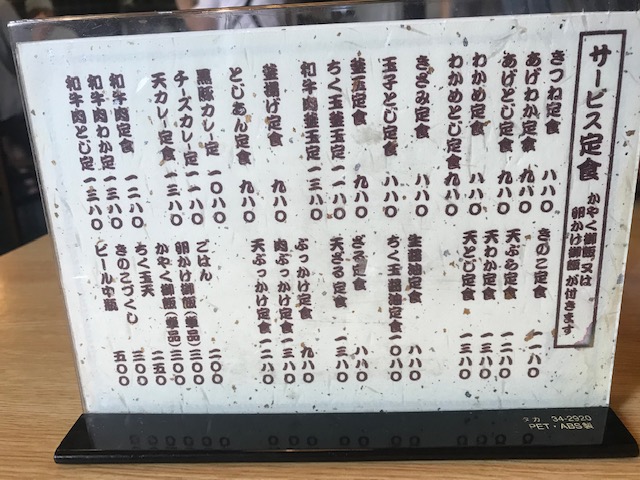 サービス定食
かやく御飯又は
卵かけ御飯が付きます
きつね定食 八八〇
あげわか定食 九八〇
あげとじ定食 九八〇
わかめ定食 八八〇
わかめとじ定食 九八〇
きざみ定食 八八〇
玉子とじ定食 八八〇
釜玉定食 九八〇
ちく玉釜玉定 一一八〇
和牛肉釜玉定 一三八〇
釜揚げ定食 九八〇
とじあん定食 九八〇
黒豚カレー定 一〇八〇
チーズカレー定 一一八〇
天カレー定食 一三八〇
和牛肉定食 一二八〇
和牛肉わか定 一三八〇
和牛肉とじ定 一三八〇
きのこ定食 一一八〇
天ぷら定食 一二八〇
天わか定食 一三八〇
天とじ定食 一三八〇
生醤油定食 八八〇
ちく玉醤油定食 一〇八〇
ざる定食 八八〇
天ざる定食 一三八〇
ぶっかけ定食 九八〇
肉ぶっかけ定食 一三八〇
天ぶっかけ定食 一二八〇
ごはん 二〇〇
卵かけ御飯(単品) 三〇〇
かやく御飯(単品) 三〇〇
ちく玉天 二五〇
きのこづくし 三〇〇
ビール中瓶 五〇〇
34-2920
PET・ABS製